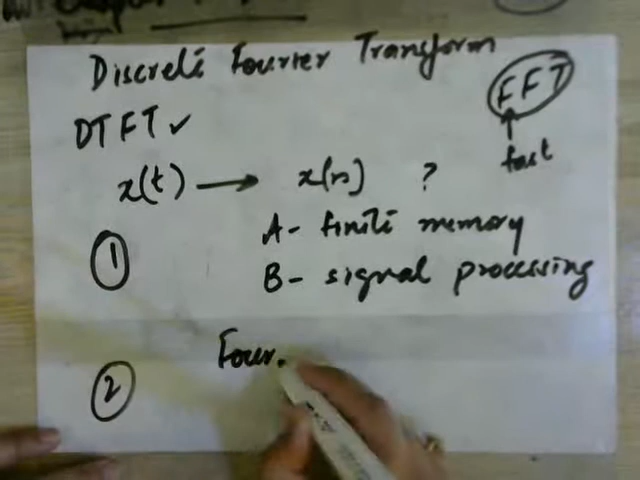 Discrete Fourier Transform
FFT
DTFT ✓
fast
x(t) → x(n) ?
① A- finite memory
B- signal processing
② Four